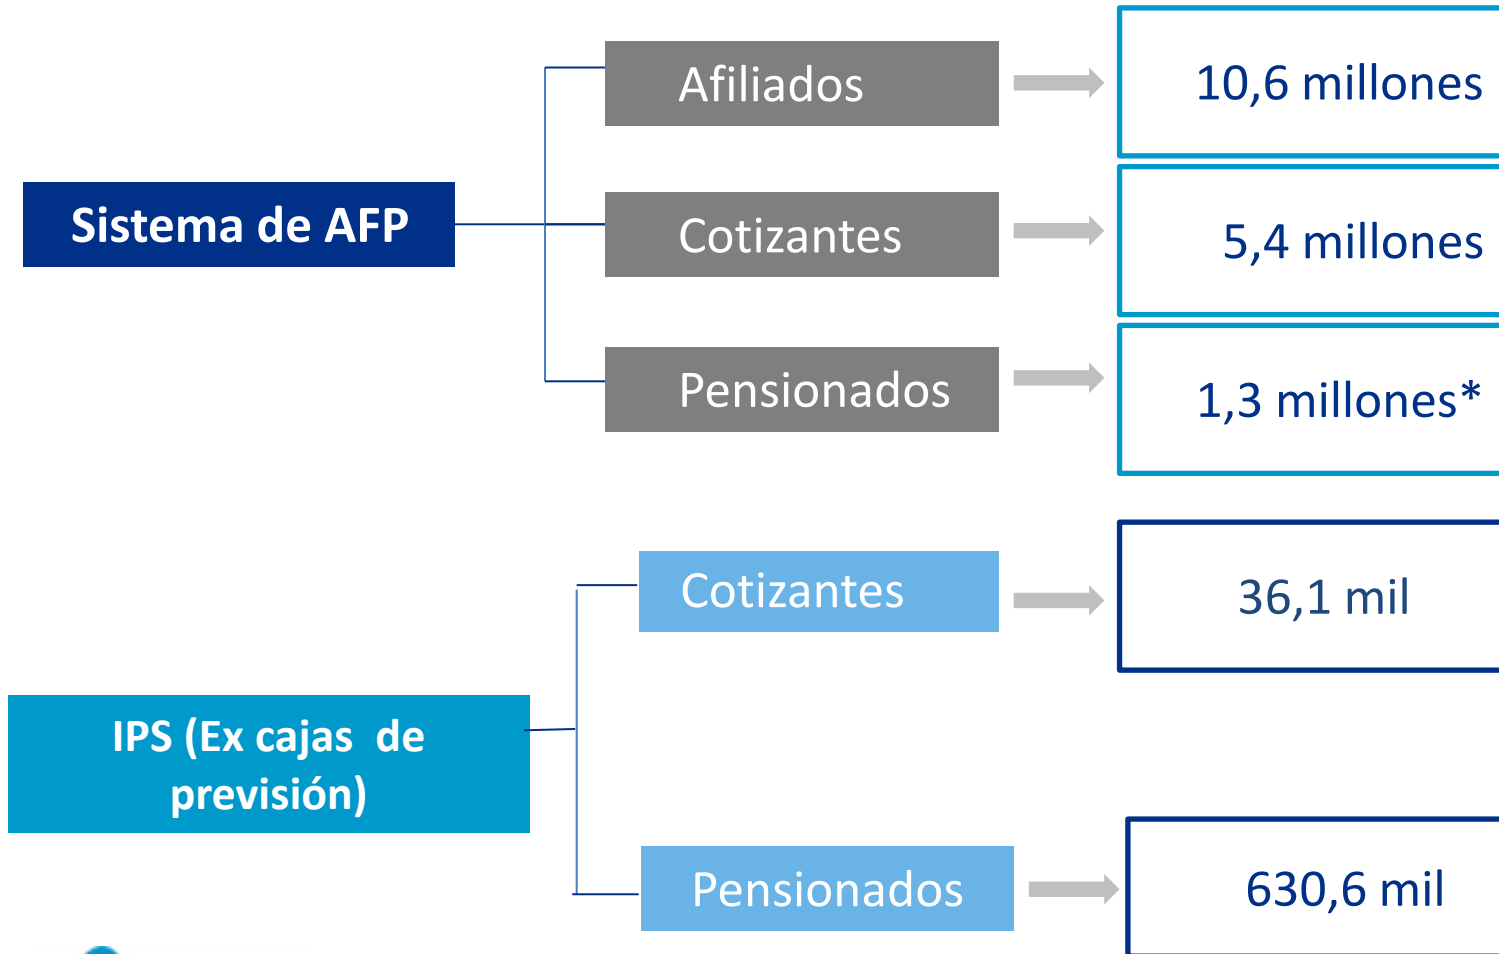 Sistema de AFP
Afiliados
10,6 millones
Cotizantes
5,4 millones
Pensionados
1,3 millones*
IPS (Ex cajas  de
previsión)
Cotizantes
36,1 mil
Pensionados
630,6 mil